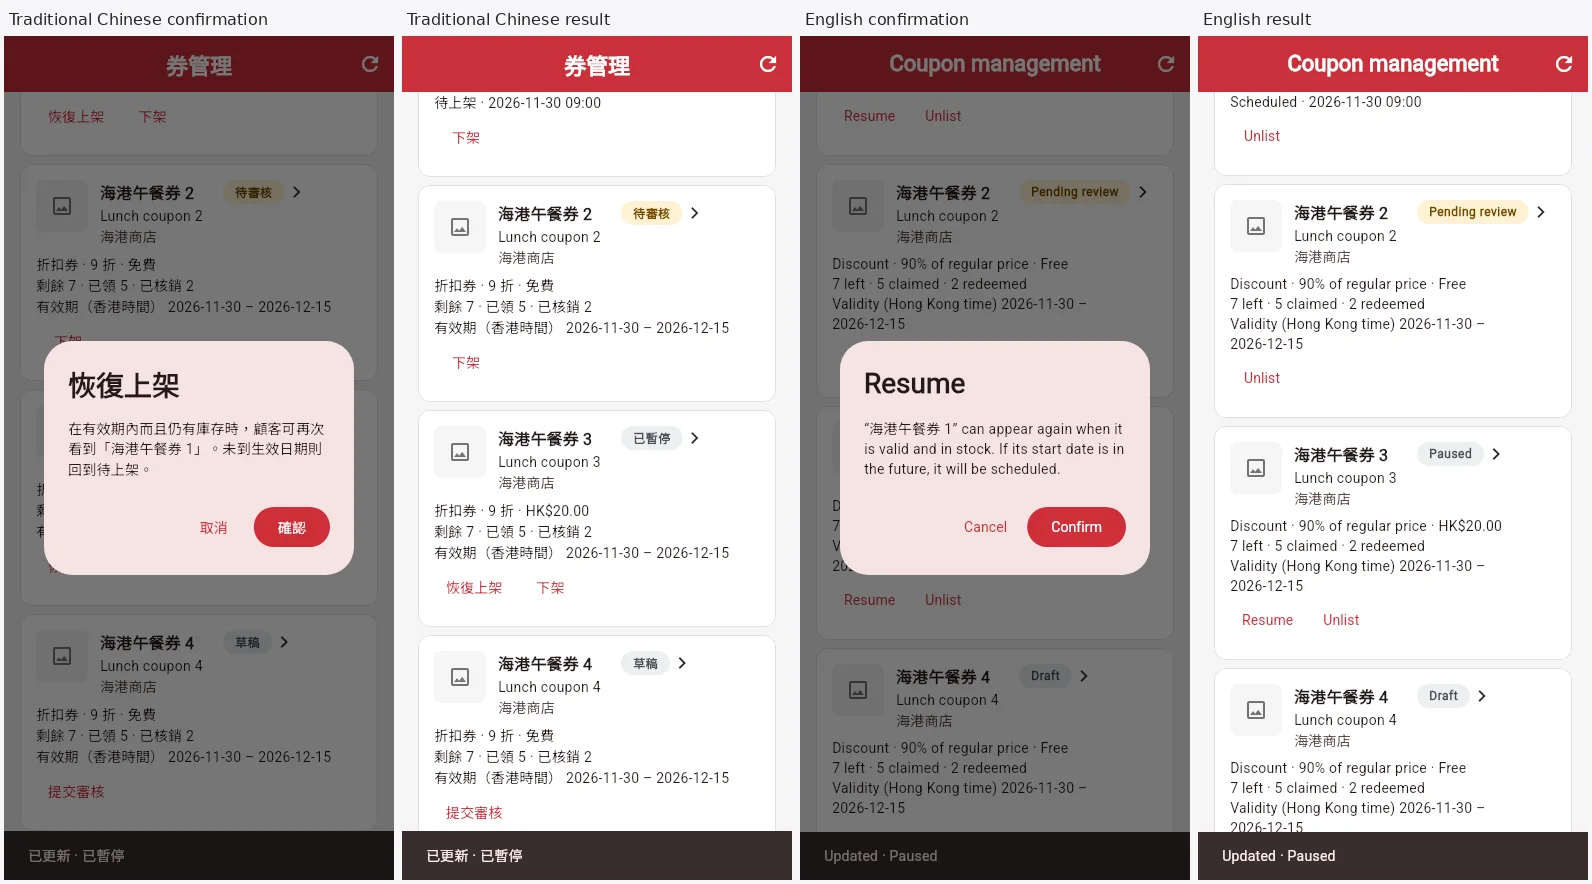 Traditional Chinese confirmation
券管理
恢復上架 下架
海港午餐券 2 待審核
Lunch coupon 2
海港商店
折扣券 · 9 折 · 免費
剩餘 7 · 已領 5 · 已核銷 2
有效期（香港時間） 2026-11-30 – 2026-12-15
下架
恢復上架
在有效期內而且仍有庫存時，顧客可再次
看到「海港午餐券 1」。未到生效日期則
回到待上架。
取消 確認
海港午餐券 4 草稿
Lunch coupon 4
海港商店
折扣券 · 9 折 · 免費
剩餘 7 · 已領 5 · 已核銷 2
有效期（香港時間） 2026-11-30 – 2026-12-15
提交審核
已更新 · 已暫停
Traditional Chinese result
券管理
待上架 · 2026-11-30 09:00
下架
海港午餐券 2 待審核
Lunch coupon 2
海港商店
折扣券 · 9 折 · 免費
剩餘 7 · 已領 5 · 已核銷 2
有效期（香港時間） 2026-11-30 – 2026-12-15
下架
海港午餐券 3 已暫停
Lunch coupon 3
海港商店
折扣券 · 9 折 · HK$20.00
剩餘 7 · 已領 5 · 已核銷 2
有效期（香港時間） 2026-11-30 – 2026-12-15
恢復上架 下架
海港午餐券 4 草稿
Lunch coupon 4
海港商店
折扣券 · 9 折 · 免費
剩餘 7 · 已領 5 · 已核銷 2
有效期（香港時間） 2026-11-30 – 2026-12-15
提交審核
已更新 · 已暫停
English confirmation
Coupon management
Resume Unlist
海港午餐券 2 Pending review
Lunch coupon 2
海港商店
Discount · 90% of regular price · Free
7 left · 5 claimed · 2 redeemed
Validity (Hong Kong time) 2026-11-30 –
2026-12-15
Resume
“海港午餐券 1” can appear again when it
is valid and in stock. If its start date is in
the future, it will be scheduled.
Cancel Confirm
Resume Unlist
海港午餐券 4 Draft
Lunch coupon 4
海港商店
Discount · 90% of regular price · Free
7 left · 5 claimed · 2 redeemed
Validity (Hong Kong time) 2026-11-30 –
2026-12-15
Updated · Paused
English result
Coupon management
Scheduled · 2026-11-30 09:00
Unlist
海港午餐券 2 Pending review
Lunch coupon 2
海港商店
Discount · 90% of regular price · Free
7 left · 5 claimed · 2 redeemed
Validity (Hong Kong time) 2026-11-30 –
2026-12-15
Unlist
海港午餐券 3 Paused
Lunch coupon 3
海港商店
Discount · 90% of regular price · HK$20.00
7 left · 5 claimed · 2 redeemed
Validity (Hong Kong time) 2026-11-30 –
2026-12-15
Resume Unlist
海港午餐券 4 Draft
Lunch coupon 4
海港商店
Discount · 90% of regular price · Free
7 left · 5 claimed · 2 redeemed
Validity (Hong Kong time) 2026-11-30 –
2026-12-15
Updated · Paused